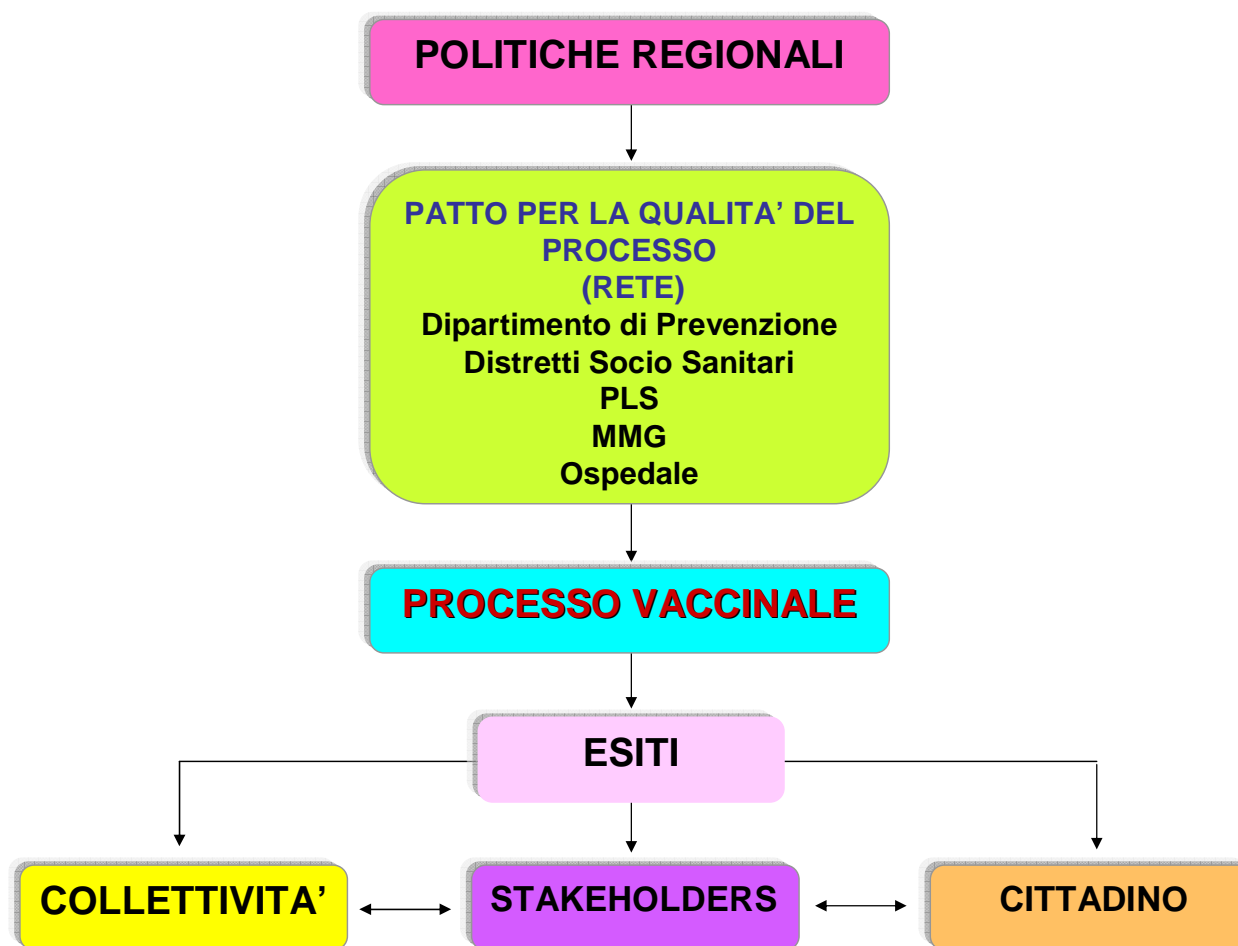 POLITICHE REGIONALI
PATTO PER LA QUALITA’ DEL
PROCESSO
(RETE)
Dipartimento di Prevenzione
Distretti Socio Sanitari
PLS
MMG
Ospedale
PROCESSO VACCINALE
ESITI
COLLETTIVITA’
STAKEHOLDERS
CITTADINO